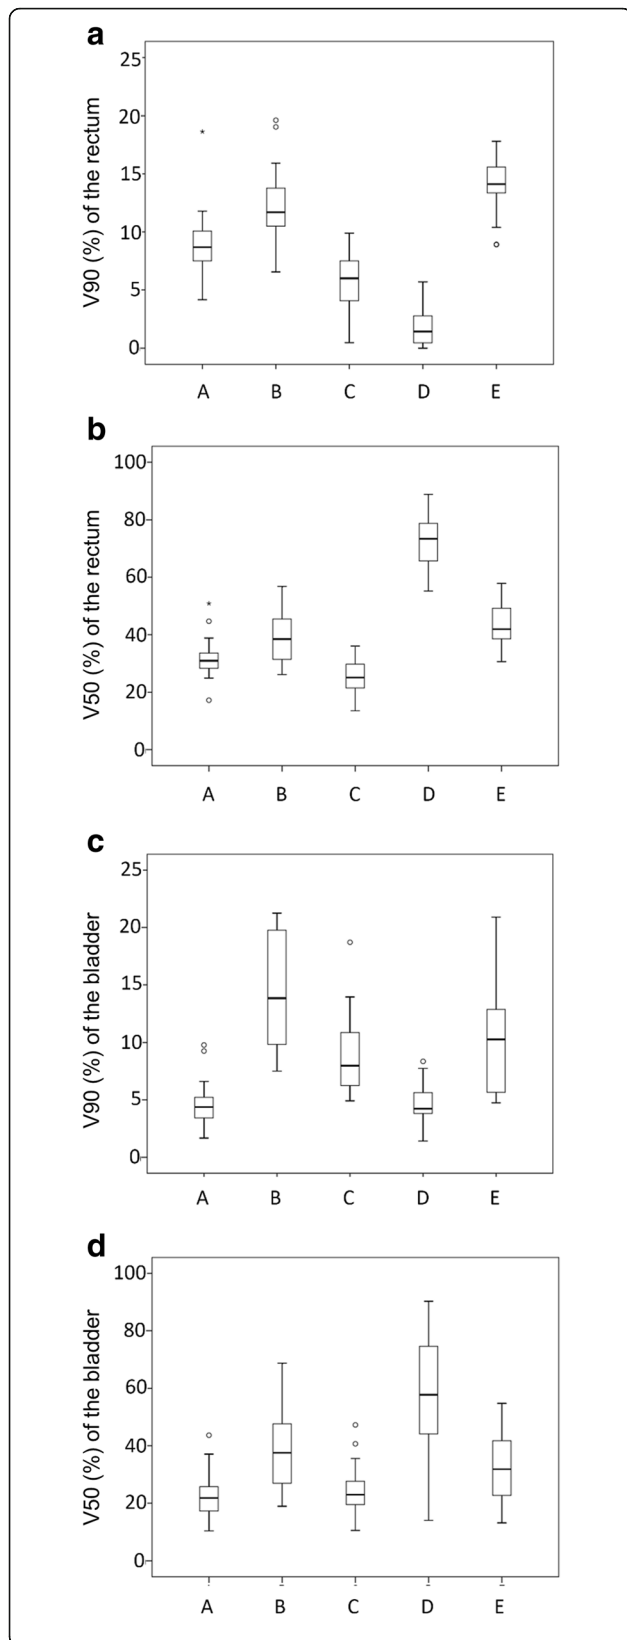 a
V90 (%) of the rectum
25
20
15
10
5
0
A B C D E
b
V50 (%) of the rectum
100
80
60
40
20
0
A B C D E
c
V90 (%) of the bladder
25
20
15
10
5
0
A B C D E
d
V50 (%) of the bladder
100
80
60
40
20
0
A B C D E